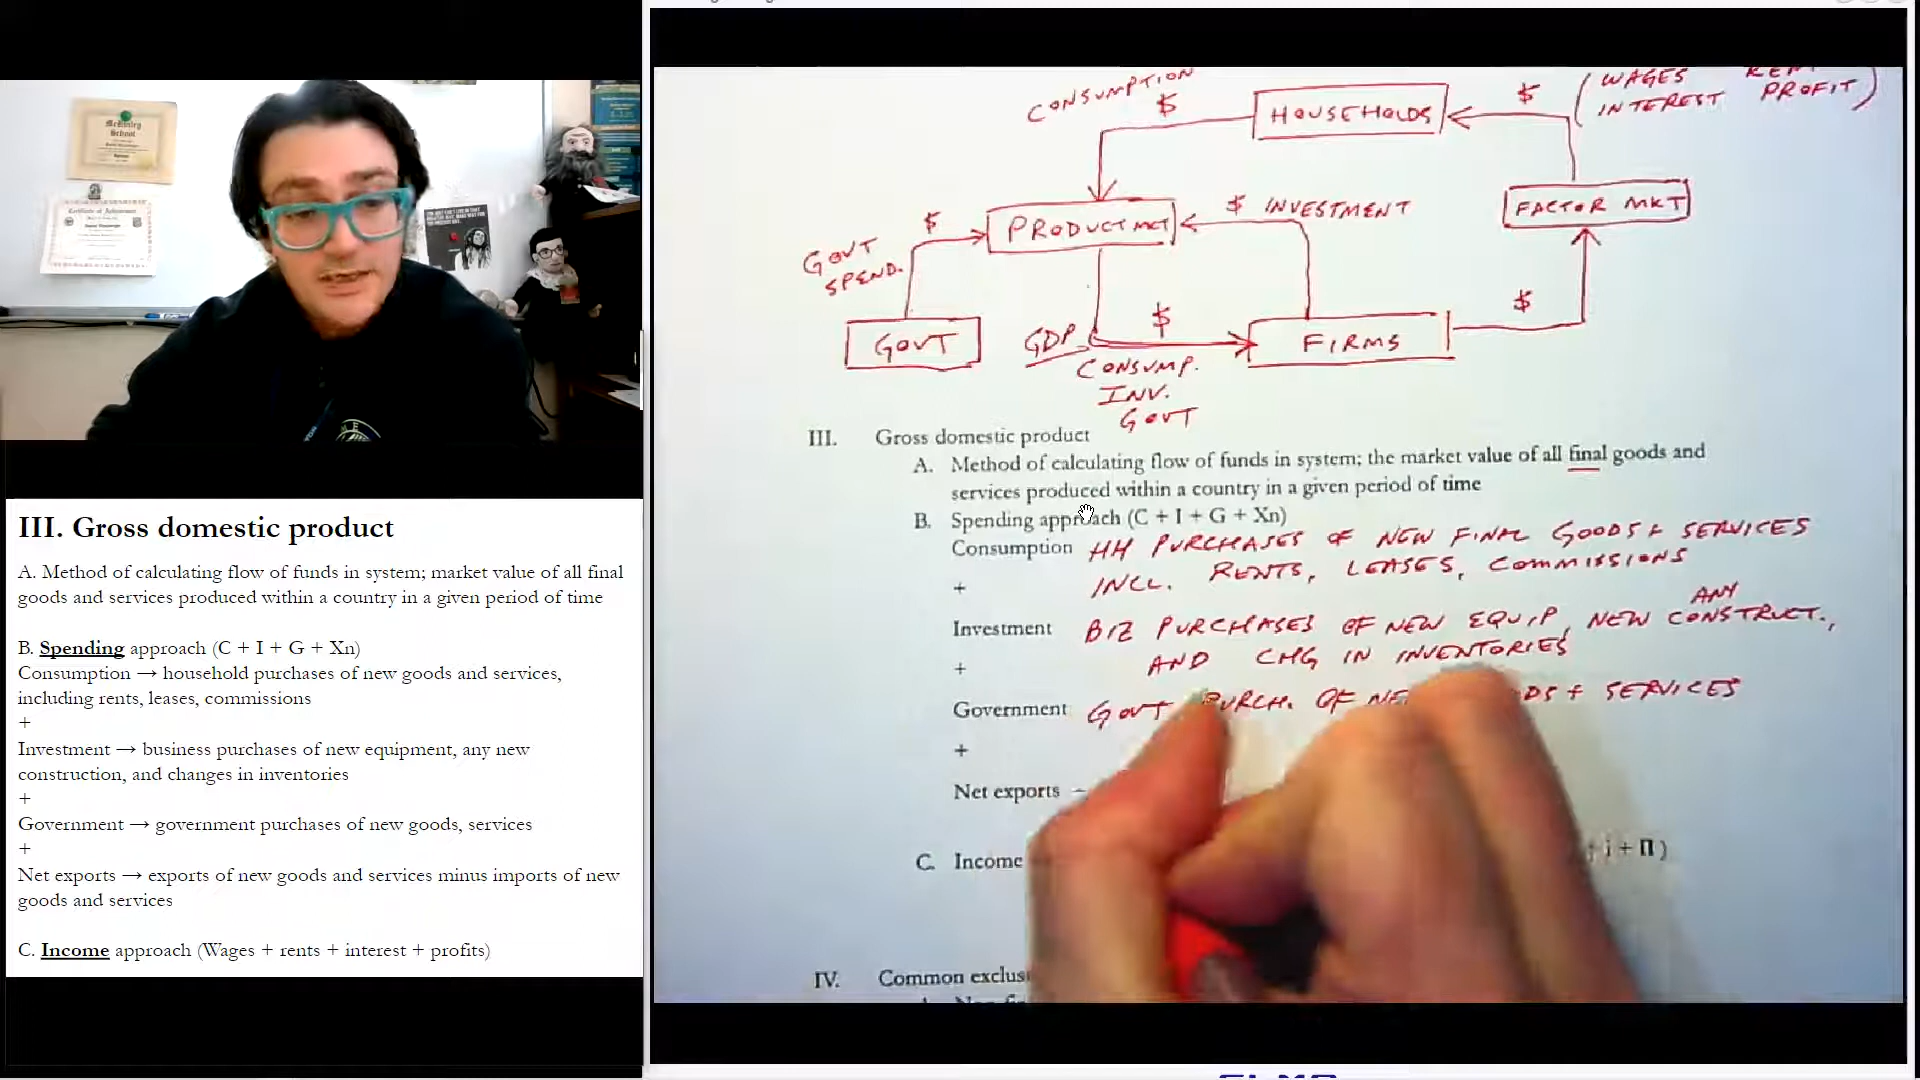 McKinley
School
Certificate of Achievement
III. Gross domestic product
A. Method of calculating flow of funds in system; market value of all final
goods and services produced within a country in a given period of time
B. Spending approach (C + I + G + Xn)
Consumption → household purchases of new goods and services,
including rents, leases, commissions
+
Investment → business purchases of new equipment, any new
construction, and changes in inventories
+
Government → government purchases of new goods, services
+
Net exports → exports of new goods and services minus imports of new
goods and services
C. Income approach (Wages + rents + interest + profits)
CONSUMPTION
$
HOUSEHOLDS
$
(WAGES
INTEREST PROFIT)
GOVT
SPEND.
$
PRODUCT MKT
$ INVESTMENT
FACTOR MKT
GOVT
GDP
$
FIRMS
$
CONSUMP.
INV.
GOVT
III. Gross domestic product
A. Method of calculating flow of funds in system; the market value of all final goods and
services produced within a country in a given period of time
B. Spending approach (C + I + G + Xn)
Consumption HH PURCHASES OF NEW FINAL GOODS + SERVICES
+ INCL. RENTS, LEASES, COMMISSIONS
ANY
Investment BIZ PURCHASES OF NEW EQUIP, NEW CONSTRUCT.,
+ AND CHG IN INVENTORIES
Government GOVT PURCH. OF + SERVICES
+
Net exports
C. Income + i + Π)
IV. Common